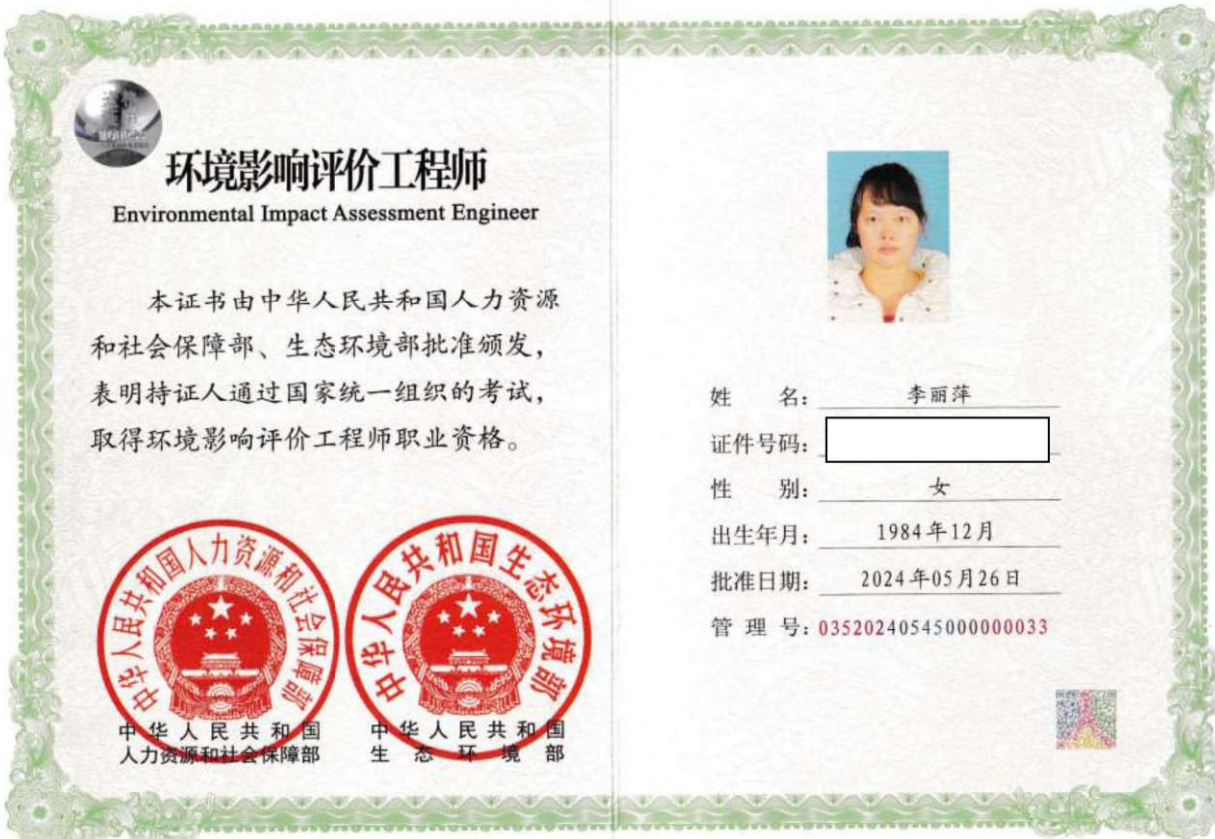 环境影响评价工程师
Environmental Impact Assessment Engineer
本证书由中华人民共和国人力资源
和社会保障部、生态环境部批准颁发，
表明持证人通过国家统一组织的考试，
取得环境影响评价工程师职业资格。
中华人民共和国人力资源和社会保障部
中华人民共和国
人力资源和社会保障部
中华人民共和国生态环境部
中华人民共和国
生态环境部
姓 名： 李丽萍
证件号码：
性 别： 女
出生年月： 1984年12月
批准日期： 2024年05月26日
管 理 号：03520240545000000033